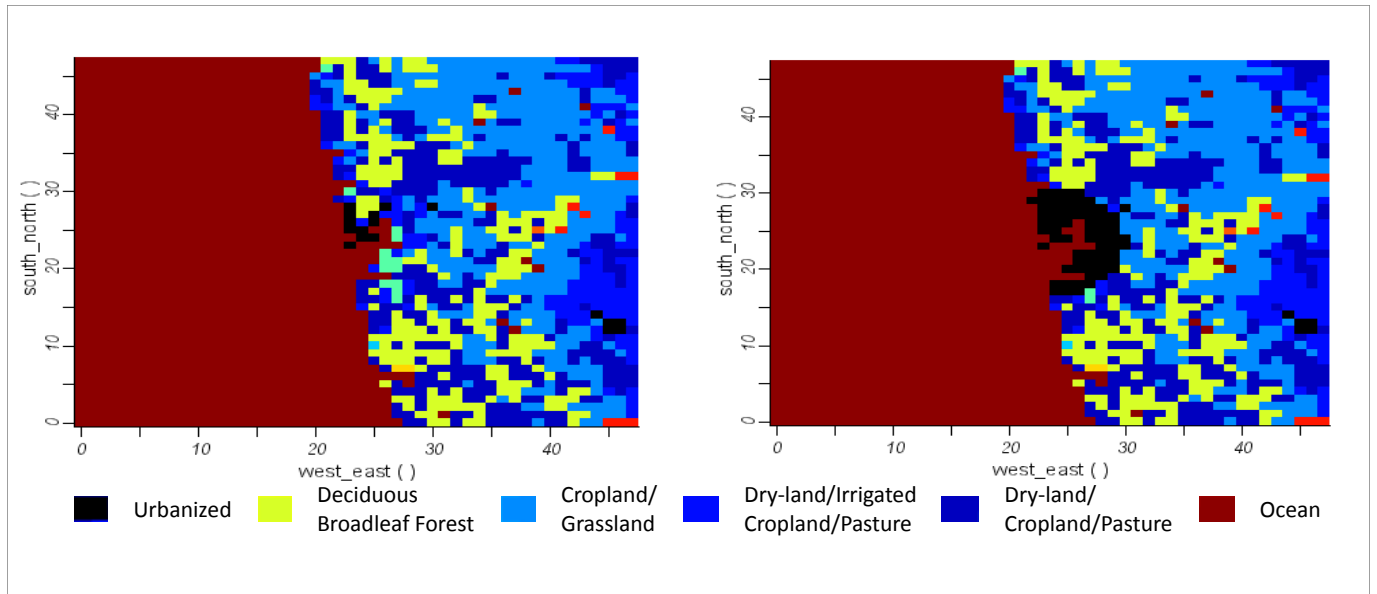 40
30
20
10
0
south_north ( )
0
10
20
30
40
west_east ( )
40
30
20
10
0
south_north ( )
0
10
20
30
40
west_east ( )
Urbanized
Deciduous
Broadleaf Forest
Cropland/
Grassland
Dry-land/Irrigated
Cropland/Pasture
Dry-land/
Cropland/Pasture
Ocean